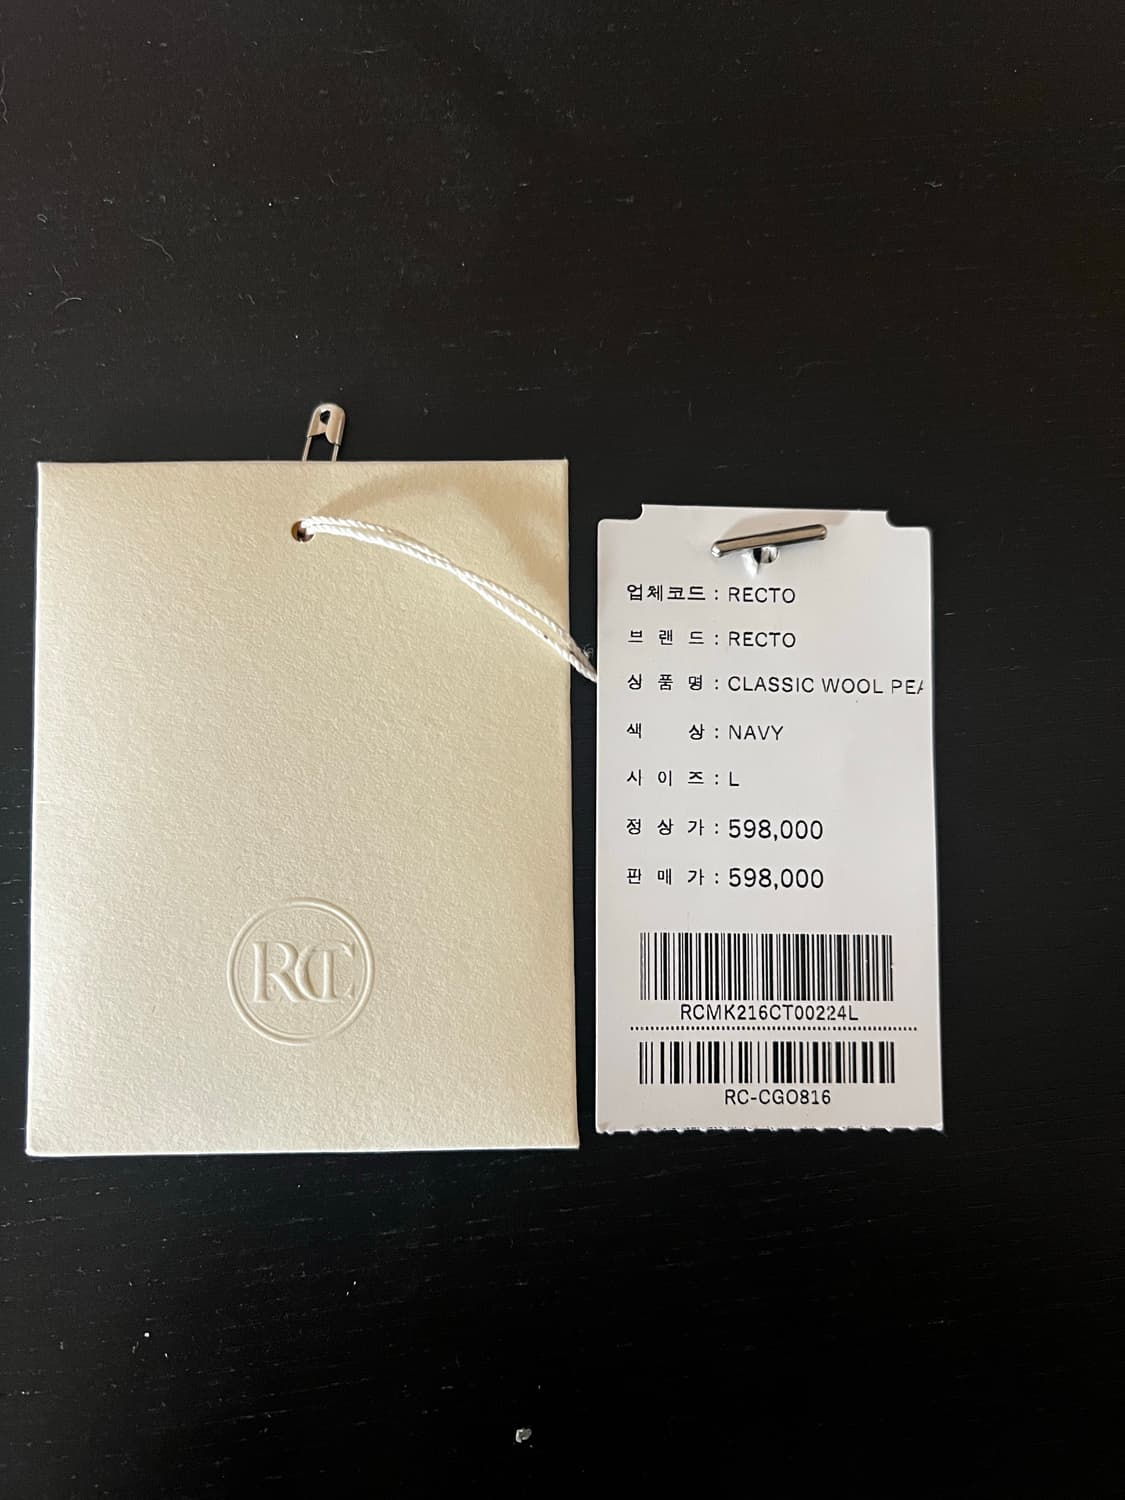 RCT
업체코드 : RECTO
브 랜 드 : RECTO
상 품 명 : CLASSIC WOOL PEA
색 상 : NAVY
사 이 즈 : L
정 상 가 : 598,000
판 매 가 : 598,000
RCMK216CT00224L
RC-CGO816